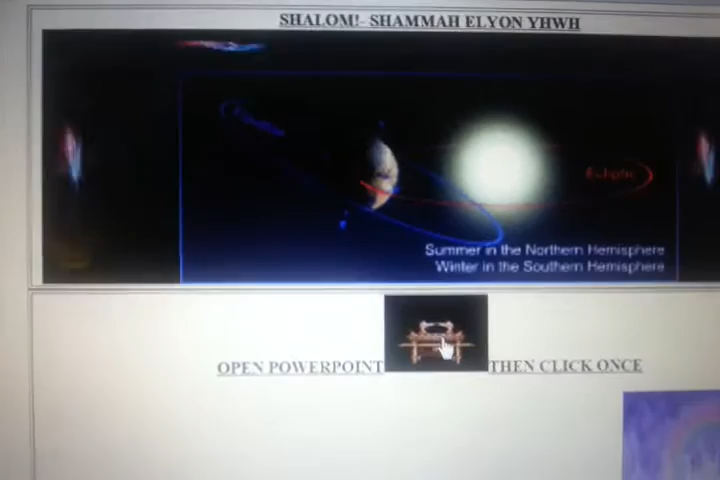 SHALOM!- SHAMMAH ELYON YHWH
Ecliptic
Summer in the Northern Hemisphere
Winter in the Southern Hemisphere
OPEN POWERPOINT THEN CLICK ONCE